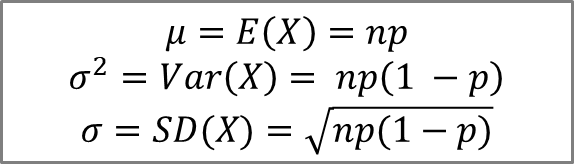 μ = E(X) = np
σ² = Var(X) = np(1 − p)
σ = SD(X) = √np(1 − p)